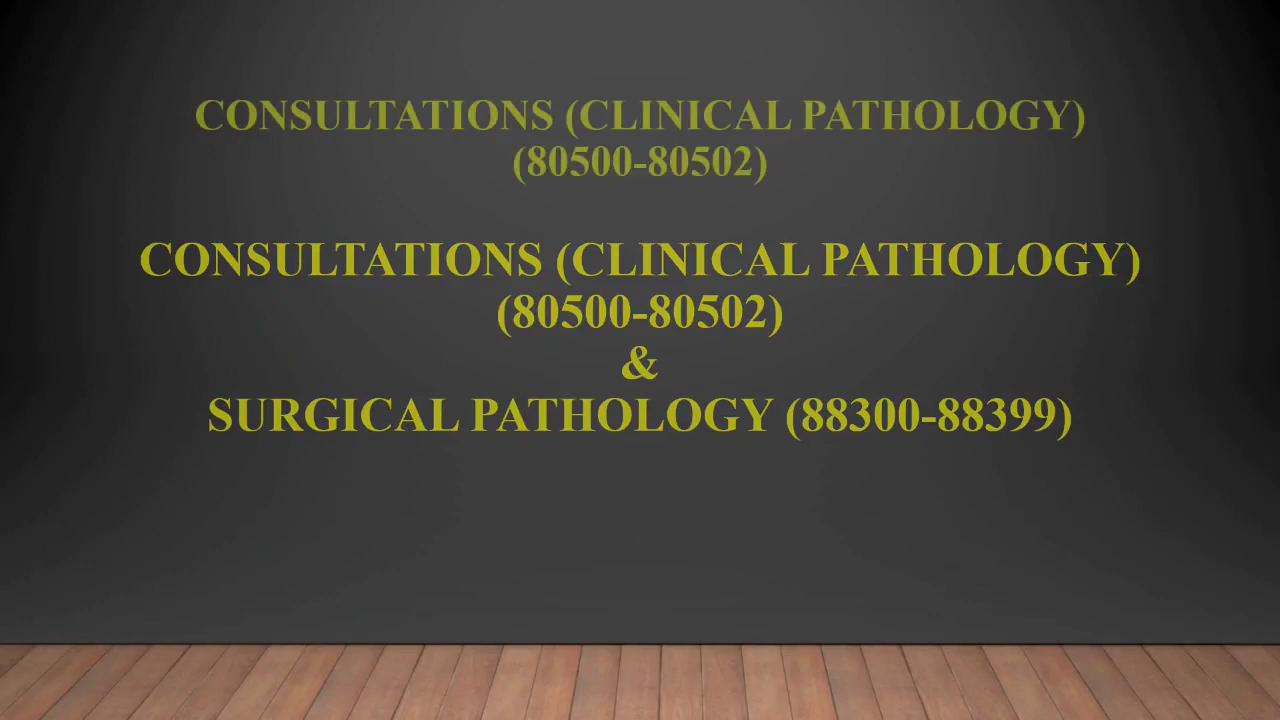 CONSULTATIONS (CLINICAL PATHOLOGY)
(80500-80502)
CONSULTATIONS (CLINICAL PATHOLOGY)
(80500-80502)
&
SURGICAL PATHOLOGY (88300-88399)